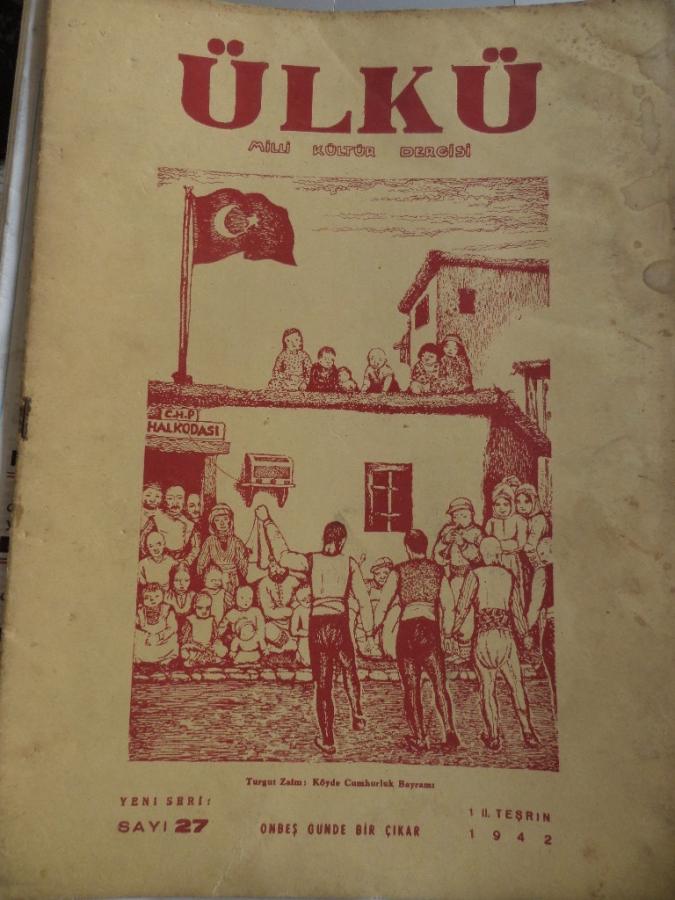 ÜLKÜ
MİLLİ KÜLTÜR DERGİSİ
C.H.P
HALKODASI
Turgut Zaim: Köyde Cumhurluk Bayramı
YENİ SERİ:
SAYI 27
ONBEŞ GÜNDE BİR ÇIKAR
1 II. TEŞRİN
1942